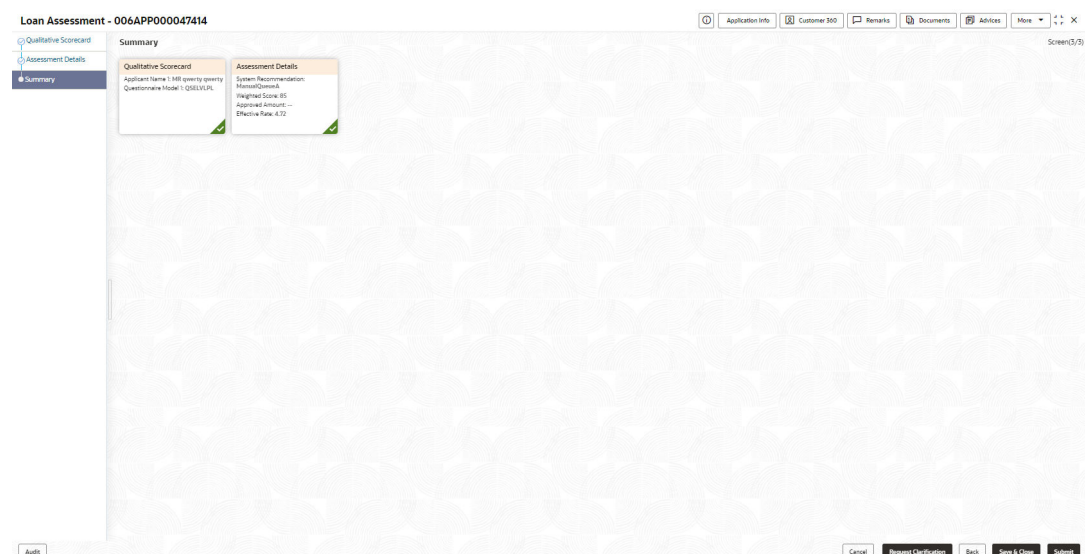 Loan Assessment - 006APP000047414
Application Info
Customer 360
Remarks
Documents
Advices
More
Qualitative Scorecard
Assessment Details
Summary
Summary
Screen(3/3)
Qualitative Scorecard
Applicant Name 1: MR qwerty qwerty
Questionnaire Model 1: QSELVLPL
Assessment Details
System Recommendation:
ManualQueueA
Weighted Score: 85
Approved Amount: --
Effective Rate: 4.72
Audit
Cancel
Request Clarification
Back
Save & Close
Submit